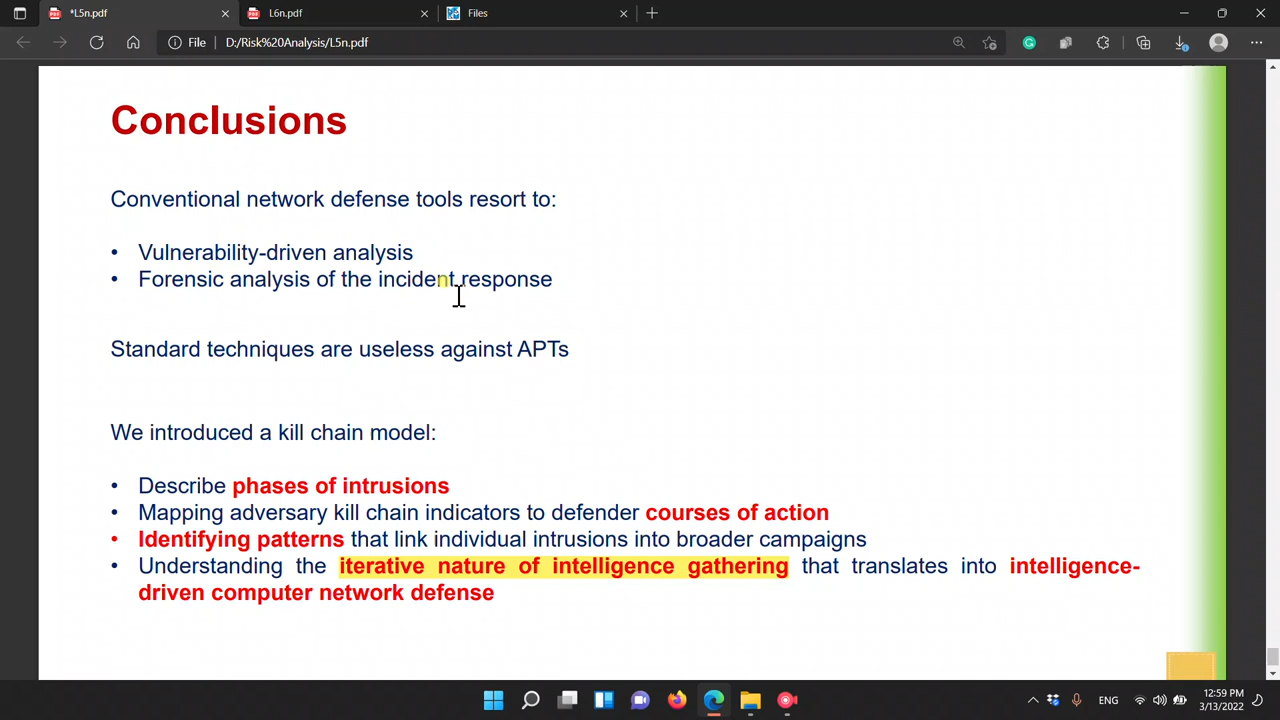 *L5n.pdf
L6n.pdf
Files
File D:/Risk%20Analysis/L5n.pdf
Conclusions
Conventional network defense tools resort to:
• Vulnerability-driven analysis
• Forensic analysis of the incident response
Standard techniques are useless against APTs
We introduced a kill chain model:
• Describe phases of intrusions
• Mapping adversary kill chain indicators to defender courses of action
• Identifying patterns that link individual intrusions into broader campaigns
• Understanding the iterative nature of intelligence gathering that translates into intelligence-
driven computer network defense
ENG
12:59 PM
3/13/2022